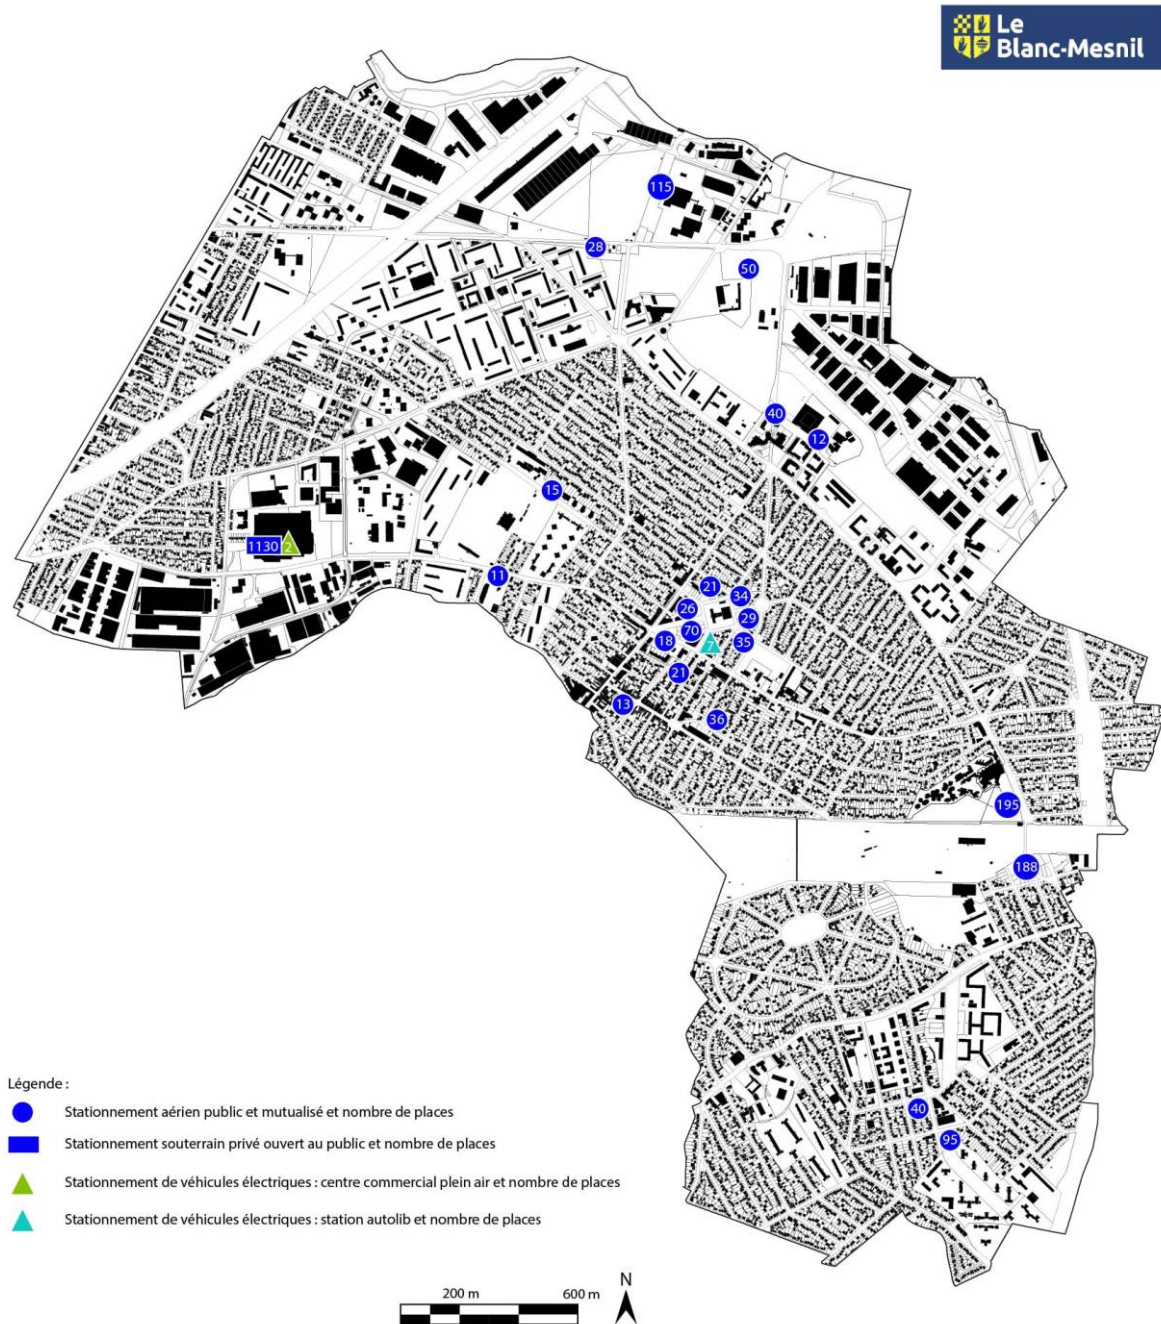 Le
Blanc-Mesnil
115
28
50
40
12
15
1130 2
11
21
34
26
29
70
18
7
35
21
13
36
195
188
40
95
Légende :
Stationnement aérien public et mutualisé et nombre de places
Stationnement souterrain privé ouvert au public et nombre de places
Stationnement de véhicules électriques : centre commercial plein air et nombre de places
Stationnement de véhicules électriques : station autolib et nombre de places
200 m 600 m N